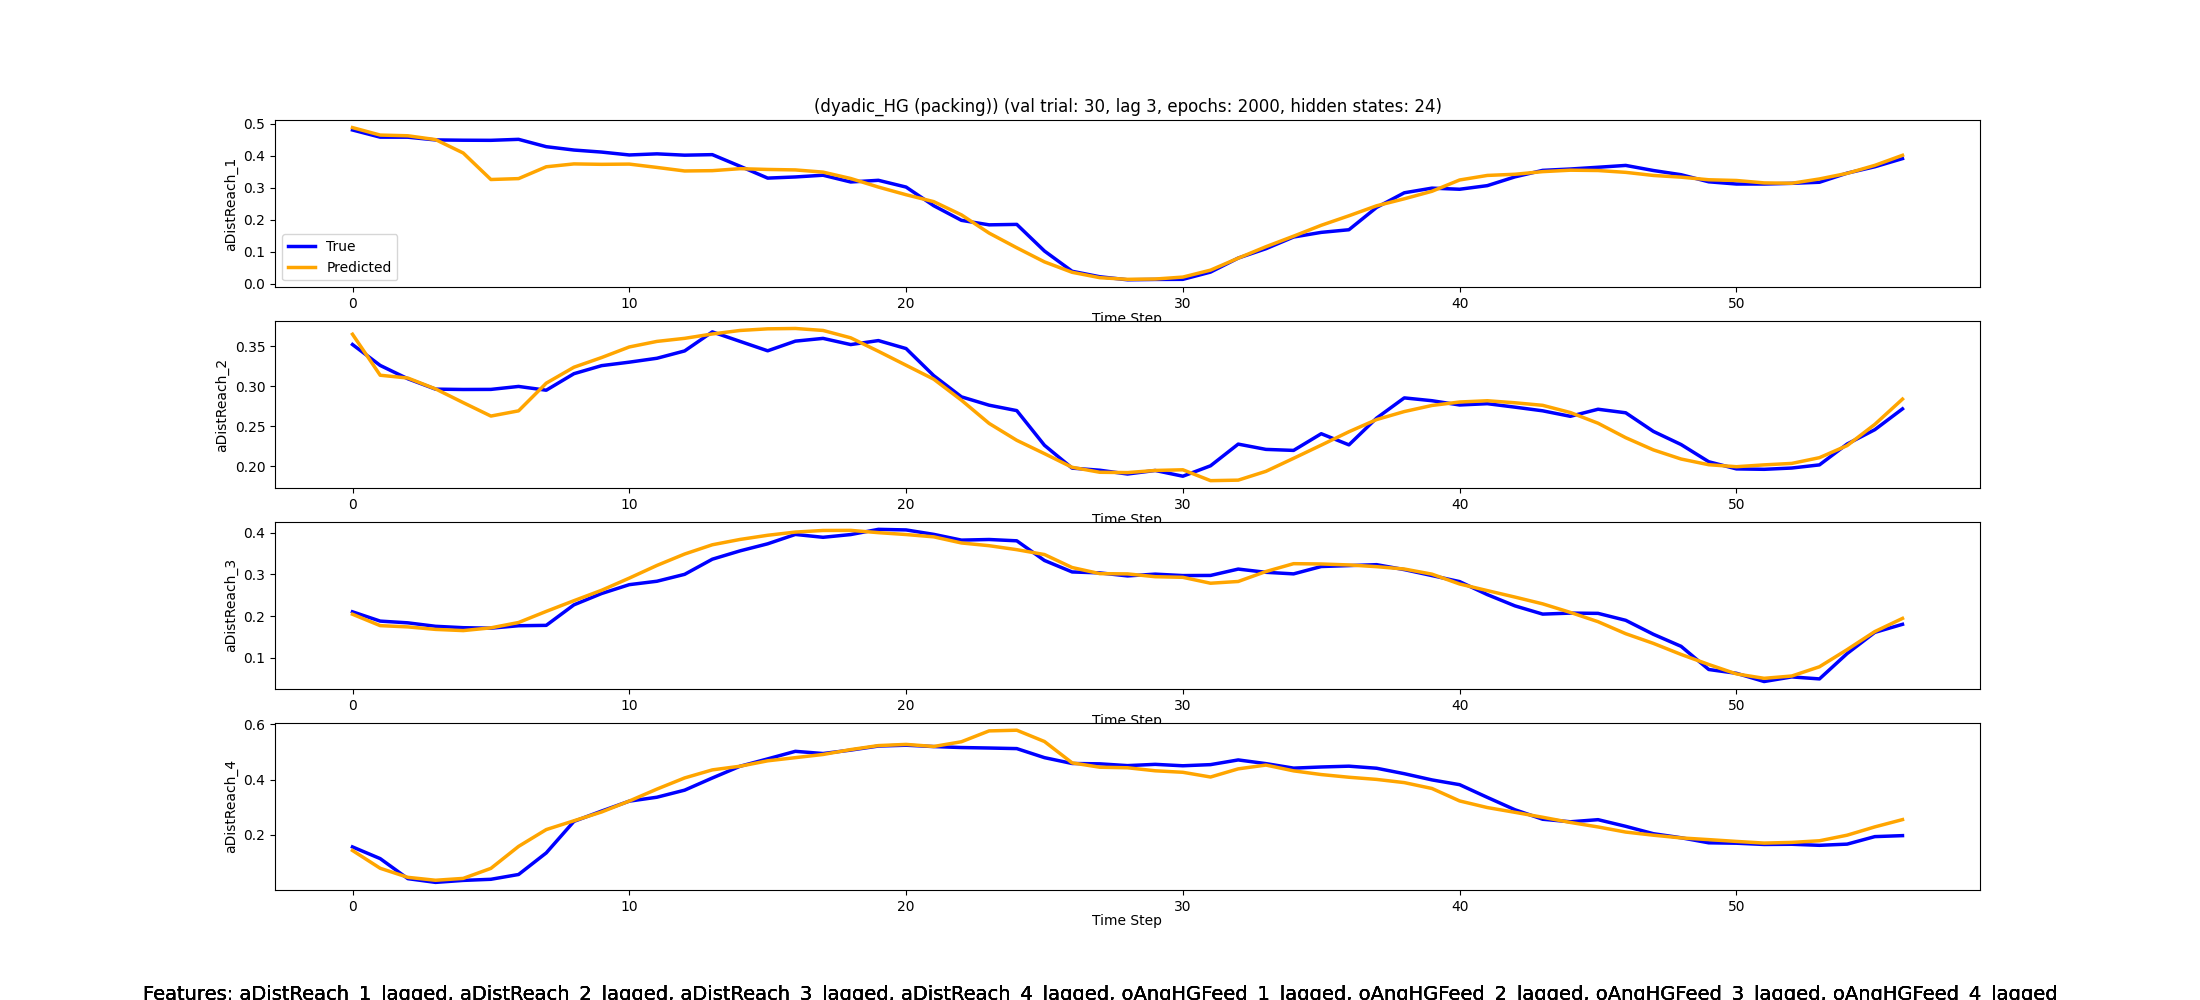 (dyadic_HG (packing)) (val trial: 30, lag 3, epochs: 2000, hidden states: 24)
aDistReach_1
0.5
0.4
0.3
0.2
0.1
0.0
True
Predicted
0 10 20 30 40 50
Time Step
aDistReach_2
0.35
0.30
0.25
0.20
0 10 20 30 40 50
Time Step
aDistReach_3
0.4
0.3
0.2
0.1
0 10 20 30 40 50
Time Step
aDistReach_4
0.6
0.4
0.2
0 10 20 30 40 50
Time Step
Features: aDistReach_1_lagged, aDistReach_2_lagged, aDistReach_3_lagged, aDistReach_4_lagged, oAngHGFeed_1_lagged, oAngHGFeed_2_lagged, oAngHGFeed_3_lagged, oAngHGFeed_4_lagged